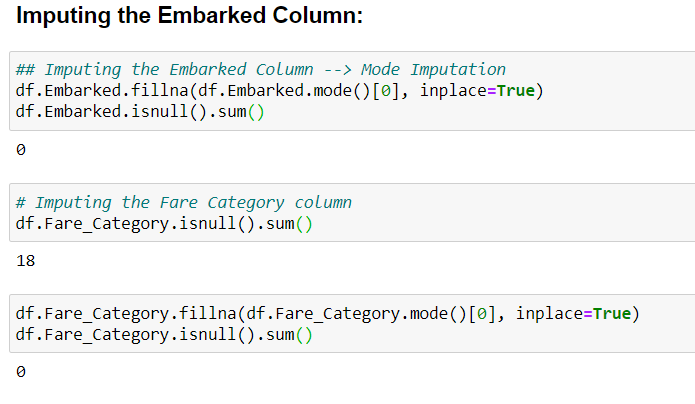 Imputing the Embarked Column:
## Imputing the Embarked Column --> Mode Imputation
df.Embarked.fillna(df.Embarked.mode()[0], inplace=True)
df.Embarked.isnull().sum()
0
# Imputing the Fare Category column
df.Fare_Category.isnull().sum()
18
df.Fare_Category.fillna(df.Fare_Category.mode()[0], inplace=True)
df.Fare_Category.isnull().sum()
0